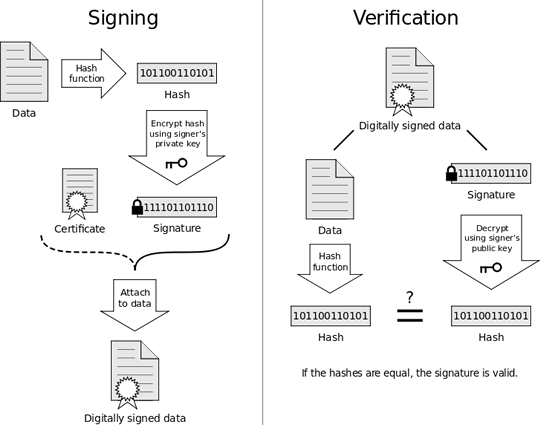 Signing
Hash
function
101100110101
Hash
Data
Encrypt hash
using signer's
private key
111101101110
Certificate
Signature
Attach
to data
Digitally signed data
Verification
Digitally signed data
111101101110
Signature
Data
Hash
function
Decrypt
using signer's
public key
?
101100110101
=
101100110101
Hash
Hash
If the hashes are equal, the signature is valid.